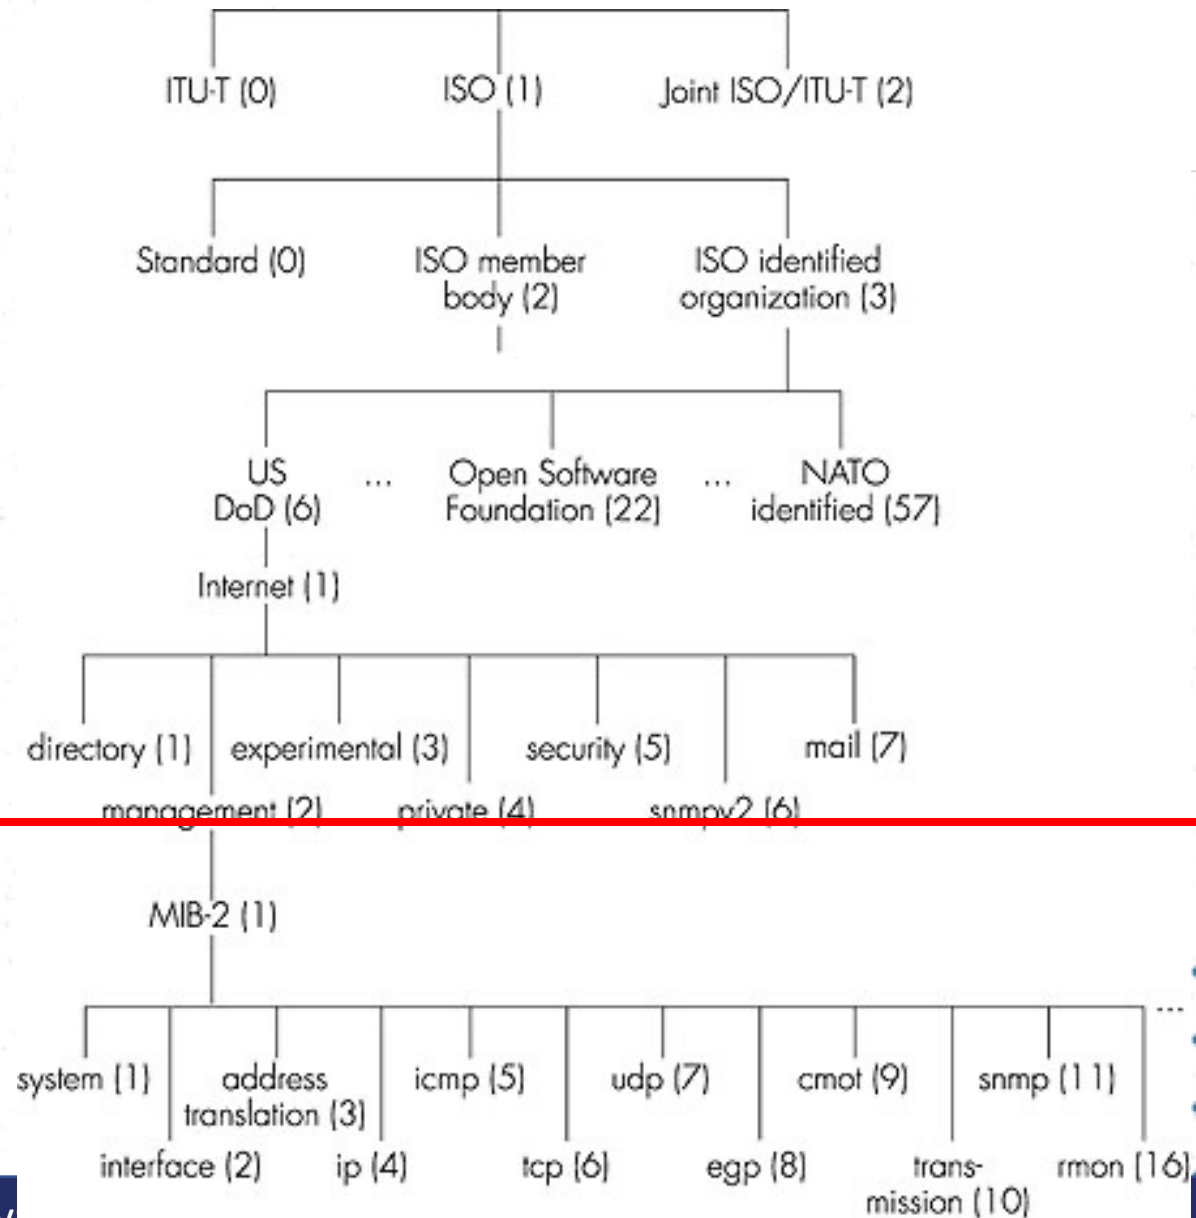 ITU-T (0) ISO (1) Joint ISO/ITU-T (2)
Standard (0) ISO member ISO identified
body (2) organization (3)
US ... Open Software ... NATO
DoD (6) Foundation (22) identified (57)
Internet (1)
directory (1) experimental (3) security (5) mail (7)
management (2) private (4) snmpv2 (6)
MIB-2 (1)
...
system (1) address icmp (5) udp (7) cmot (9) snmp (11)
translation (3)
interface (2) ip (4) tcp (6) egp (8) trans- rmon (16)
mission (10)